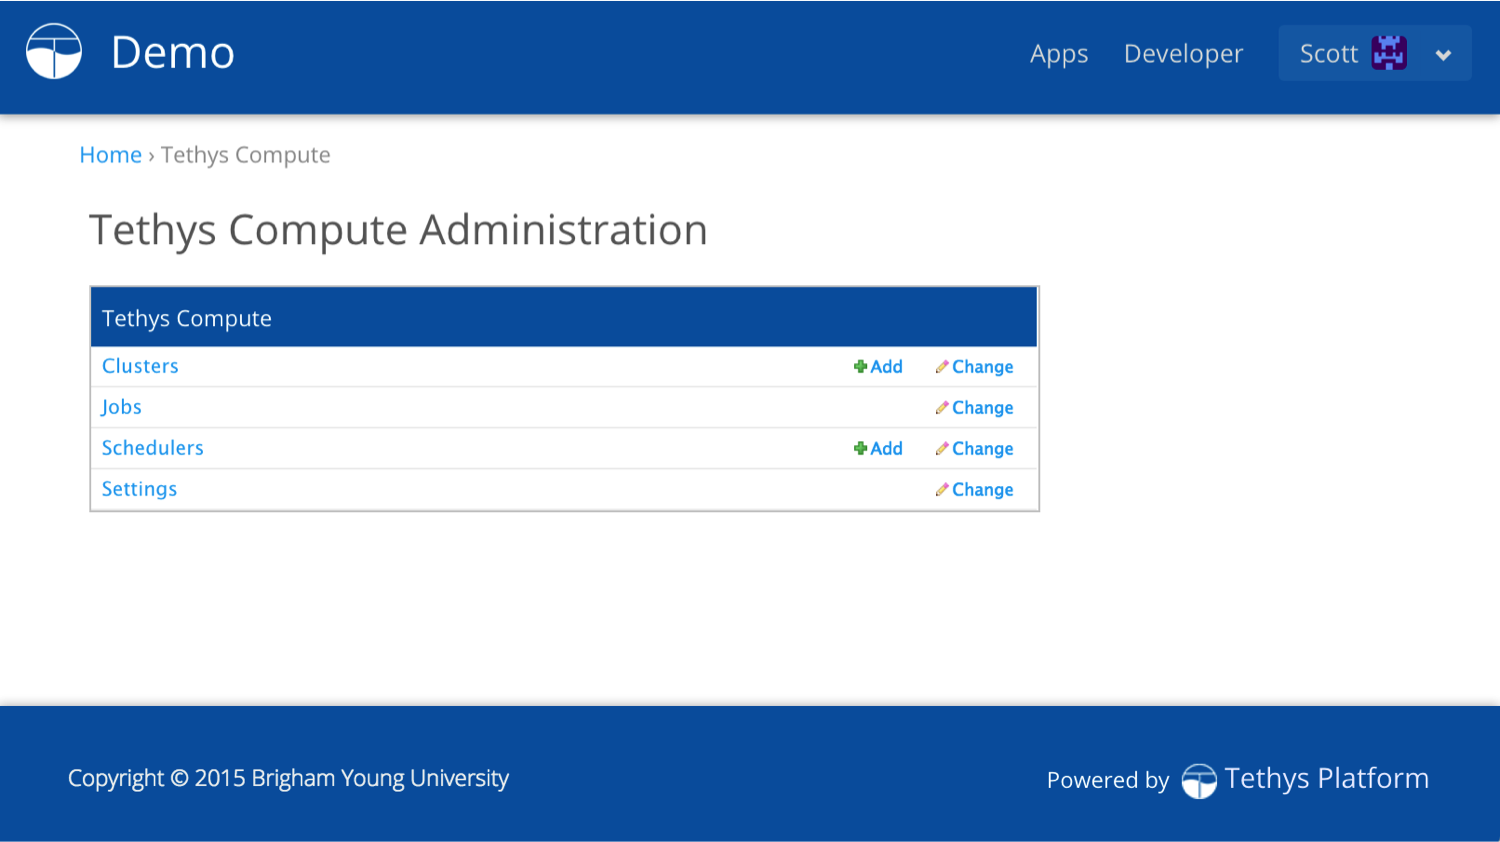 Demo
Apps Developer Scott
Home › Tethys Compute
Tethys Compute Administration
Tethys Compute
Clusters Add Change
Jobs Change
Schedulers Add Change
Settings Change
Copyright © 2015 Brigham Young University
Powered by Tethys Platform